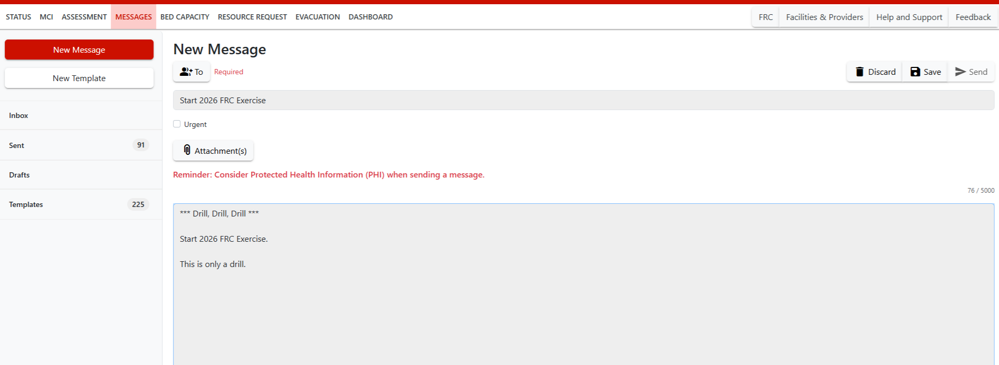 STATUS MCI ASSESSMENT MESSAGES BED CAPACITY RESOURCE REQUEST EVACUATION DASHBOARD FRC Facilities & Providers Help and Support Feedback
New Message
New Template
Inbox
Sent 91
Drafts
Templates 225
New Message
To Required Discard Save Send
Start 2026 FRC Exercise
Urgent
Attachment(s)
Reminder: Consider Protected Health Information (PHI) when sending a message.
76 / 5000
*** Drill, Drill, Drill ***
Start 2026 FRC Exercise.
This is only a drill.